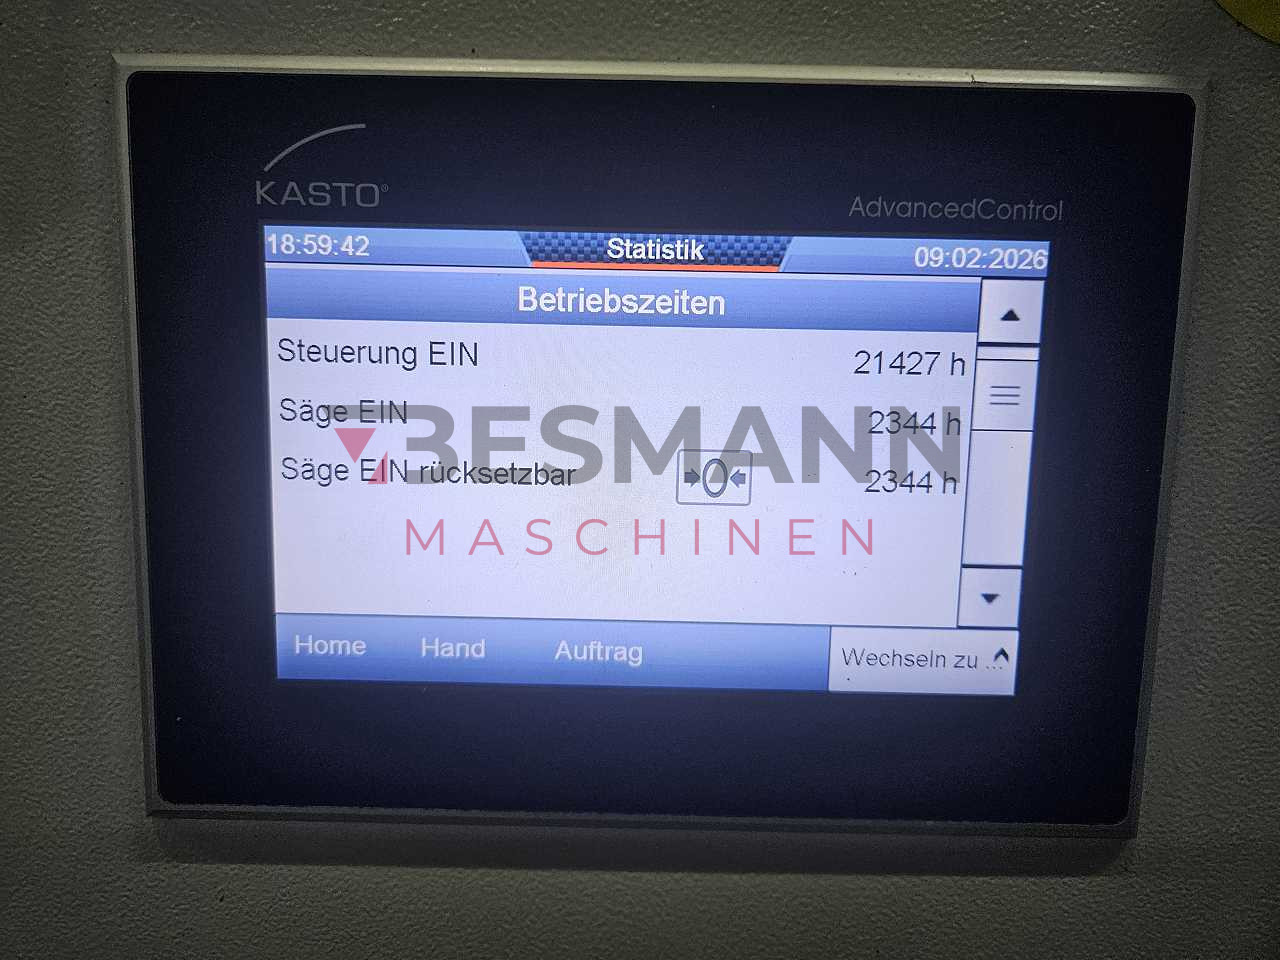 KASTO®
AdvancedControl
18:59:42 Statistik 09:02:2026
Betriebszeiten
Steuerung EIN 21427 h
Säge EIN 2344 h
BESMANN
Säge EIN rücksetzbar 0 2344 h
MASCHINEN
Home Hand Auftrag Wechseln zu ...